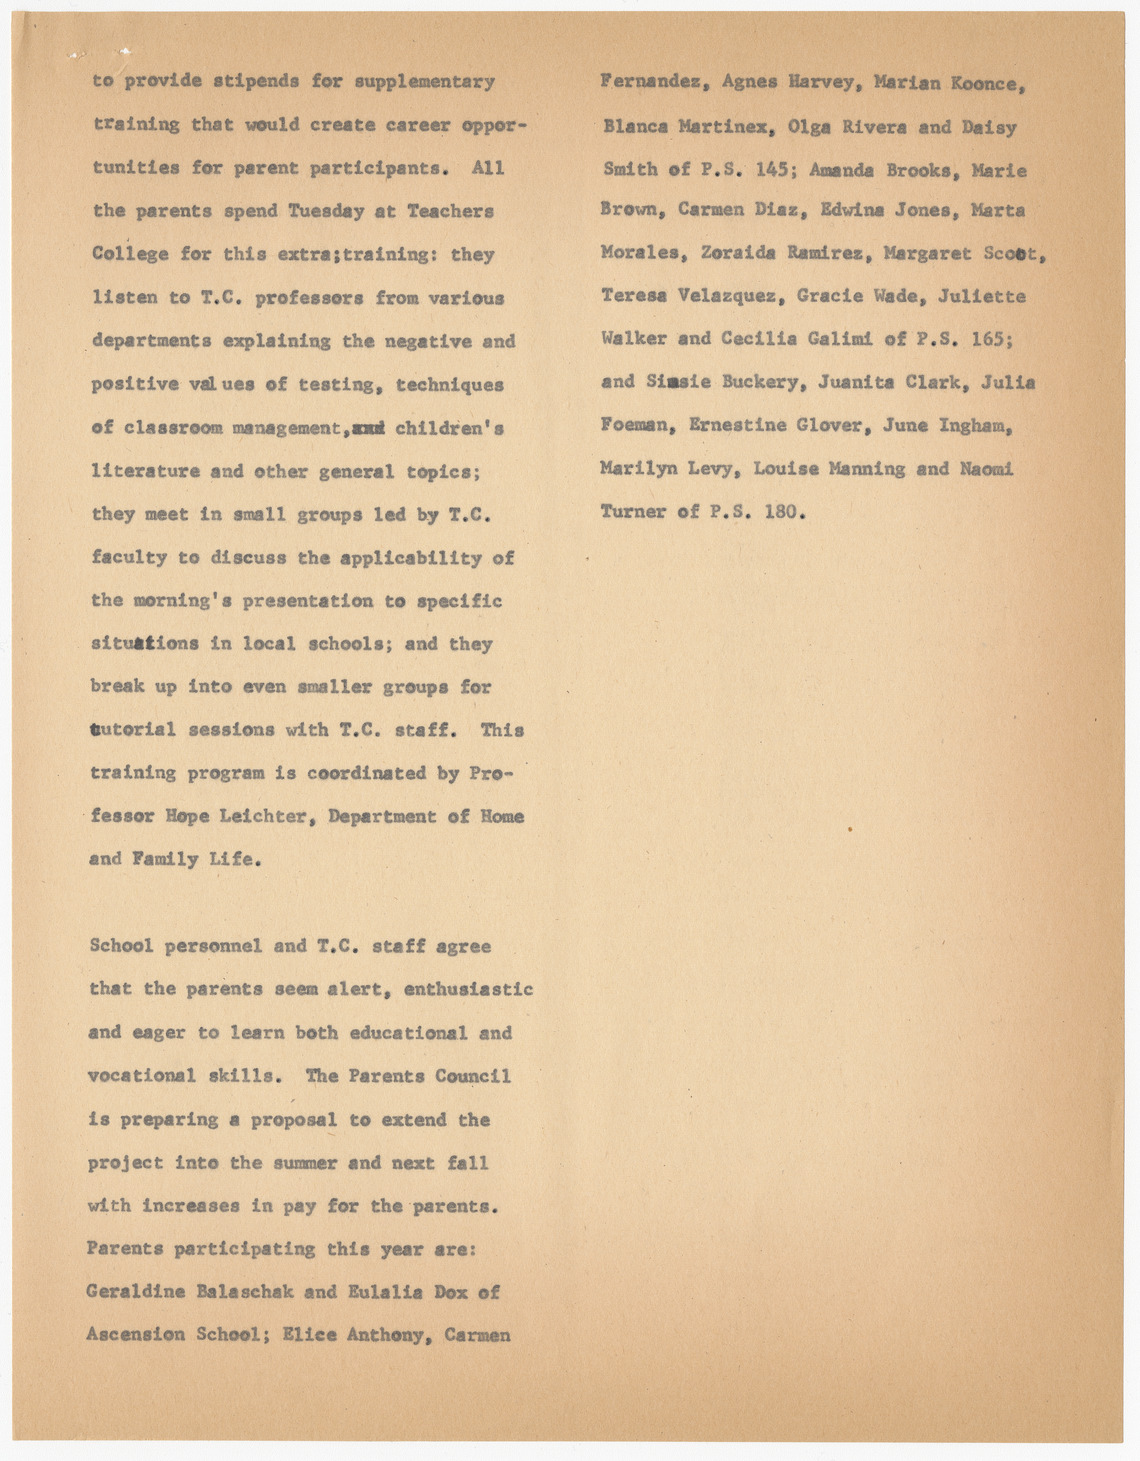 to provide stipends for supplementary
training that would create career oppor-
tunities for parent participants.  All
the parents spend Tuesday at Teachers
College for this extra;training: they
listen to T.C. professors from various
departments explaining the negative and
positive values of testing, techniques
of classroom management, children's
literature and other general topics;
they meet in small groups led by T.C.
faculty to discuss the applicability of
the morning's presentation to specific
situations in local schools; and they
break up into even smaller groups for
tutorial sessions with T.C. staff.  This
training program is coordinated by Pro-
fessor Hope Leichter, Department of Home
and Family Life.
School personnel and T.C. staff agree
that the parents seem alert, enthusiastic
and eager to learn both educational and
vocational skills.  The Parents Council
is preparing a proposal to extend the
project into the summer and next fall
with increases in pay for the parents.
Parents participating this year are:
Geraldine Balaschak and Eulalia Dox of
Ascension School; Elice Anthony, Carmen
Fernandez, Agnes Harvey, Marian Koonce,
Blanca Martinex, Olga Rivera and Daisy
Smith of P.S. 145; Amanda Brooks, Marie
Brown, Carmen Diaz, Edwina Jones, Marta
Morales, Zoraida Ramirez, Margaret Scott,
Teresa Velazquez, Gracie Wade, Juliette
Walker and Cecilia Galimi of P.S. 165;
and Buckery, Juanita Clark, Julia
Foeman, Ernestine Glover, June Ingham,
Marilyn Levy, Louise Manning and Naomi
Turner of P.S. 180.